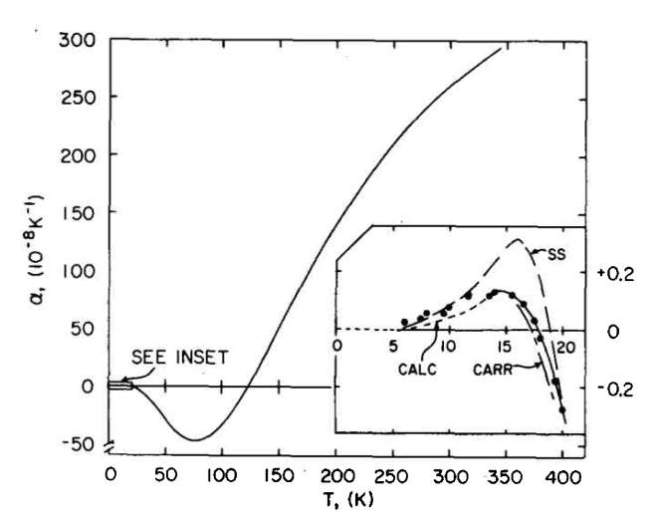 300
250
200
150
100
50
0
-50
α, (10⁻⁸K⁻¹)
SEE INSET
0 50 100 150 200 250 300 350 400
T, (K)
SS
+0.2
0
-0.2
0 5 10 15 20
CALC
CARR